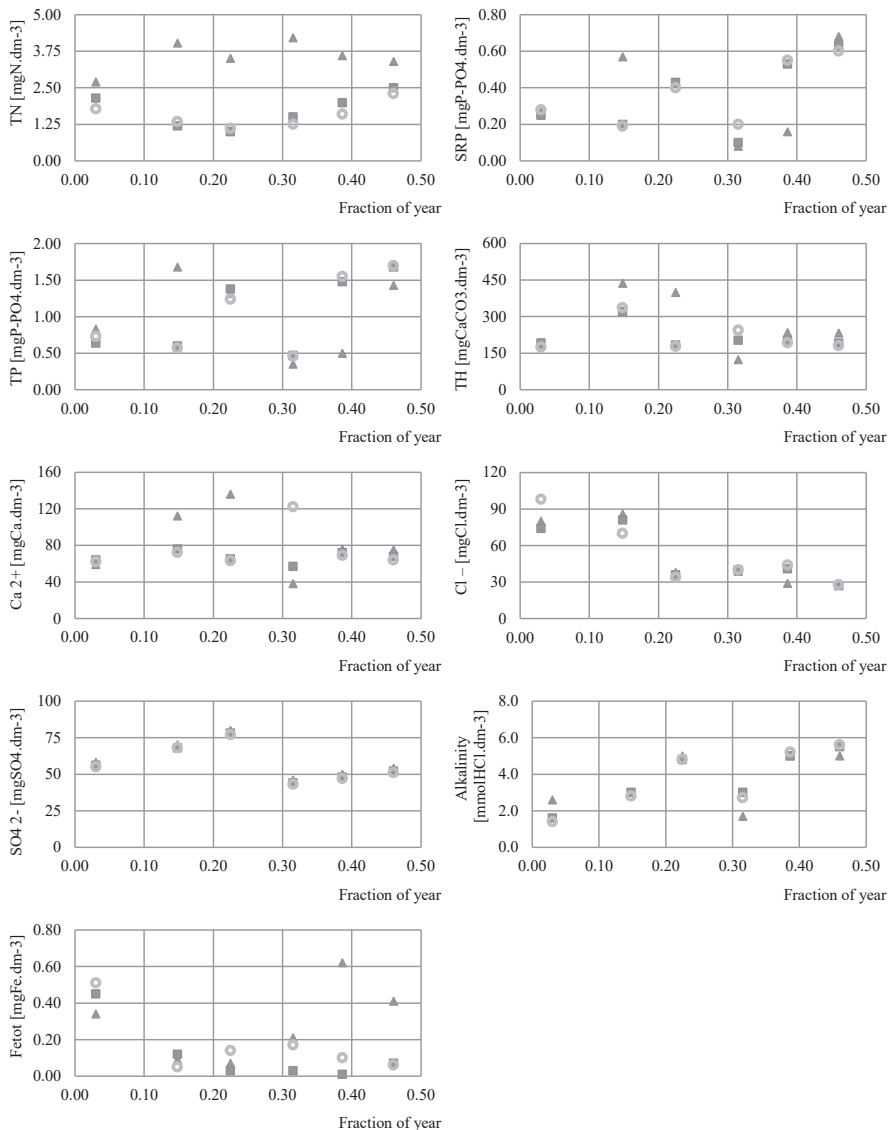 TN [mgN.dm-3]
5.00
3.75
2.50
1.25
0.00
0.00 0.10 0.20 0.30 0.40 0.50
Fraction of year
SRP [mgP-PO4.dm-3]
0.80
0.60
0.40
0.20
0.00
0.00 0.10 0.20 0.30 0.40 0.50
Fraction of year
TP [mgP-PO4.dm-3]
2.00
1.50
1.00
0.50
0.00
0.00 0.10 0.20 0.30 0.40 0.50
Fraction of year
TH [mgCaCO3.dm-3]
600
450
300
150
0
0.00 0.10 0.20 0.30 0.40 0.50
Fraction of year
Ca 2+ [mgCa.dm-3]
160
120
80
40
0
0.00 0.10 0.20 0.30 0.40 0.50
Fraction of year
Cl – [mgCl.dm-3]
120
90
60
30
0
0.00 0.10 0.20 0.30 0.40 0.50
Fraction of year
SO4 2- [mgSO4.dm-3]
100
75
50
25
0
0.00 0.10 0.20 0.30 0.40 0.50
Fraction of year
Alkalinity
[mmolHCl.dm-3]
8.0
6.0
4.0
2.0
0.0
0.00 0.10 0.20 0.30 0.40 0.50
Fraction of year
Fetot [mgFe.dm-3]
0.80
0.60
0.40
0.20
0.00
0.00 0.10 0.20 0.30 0.40 0.50
Fraction of year